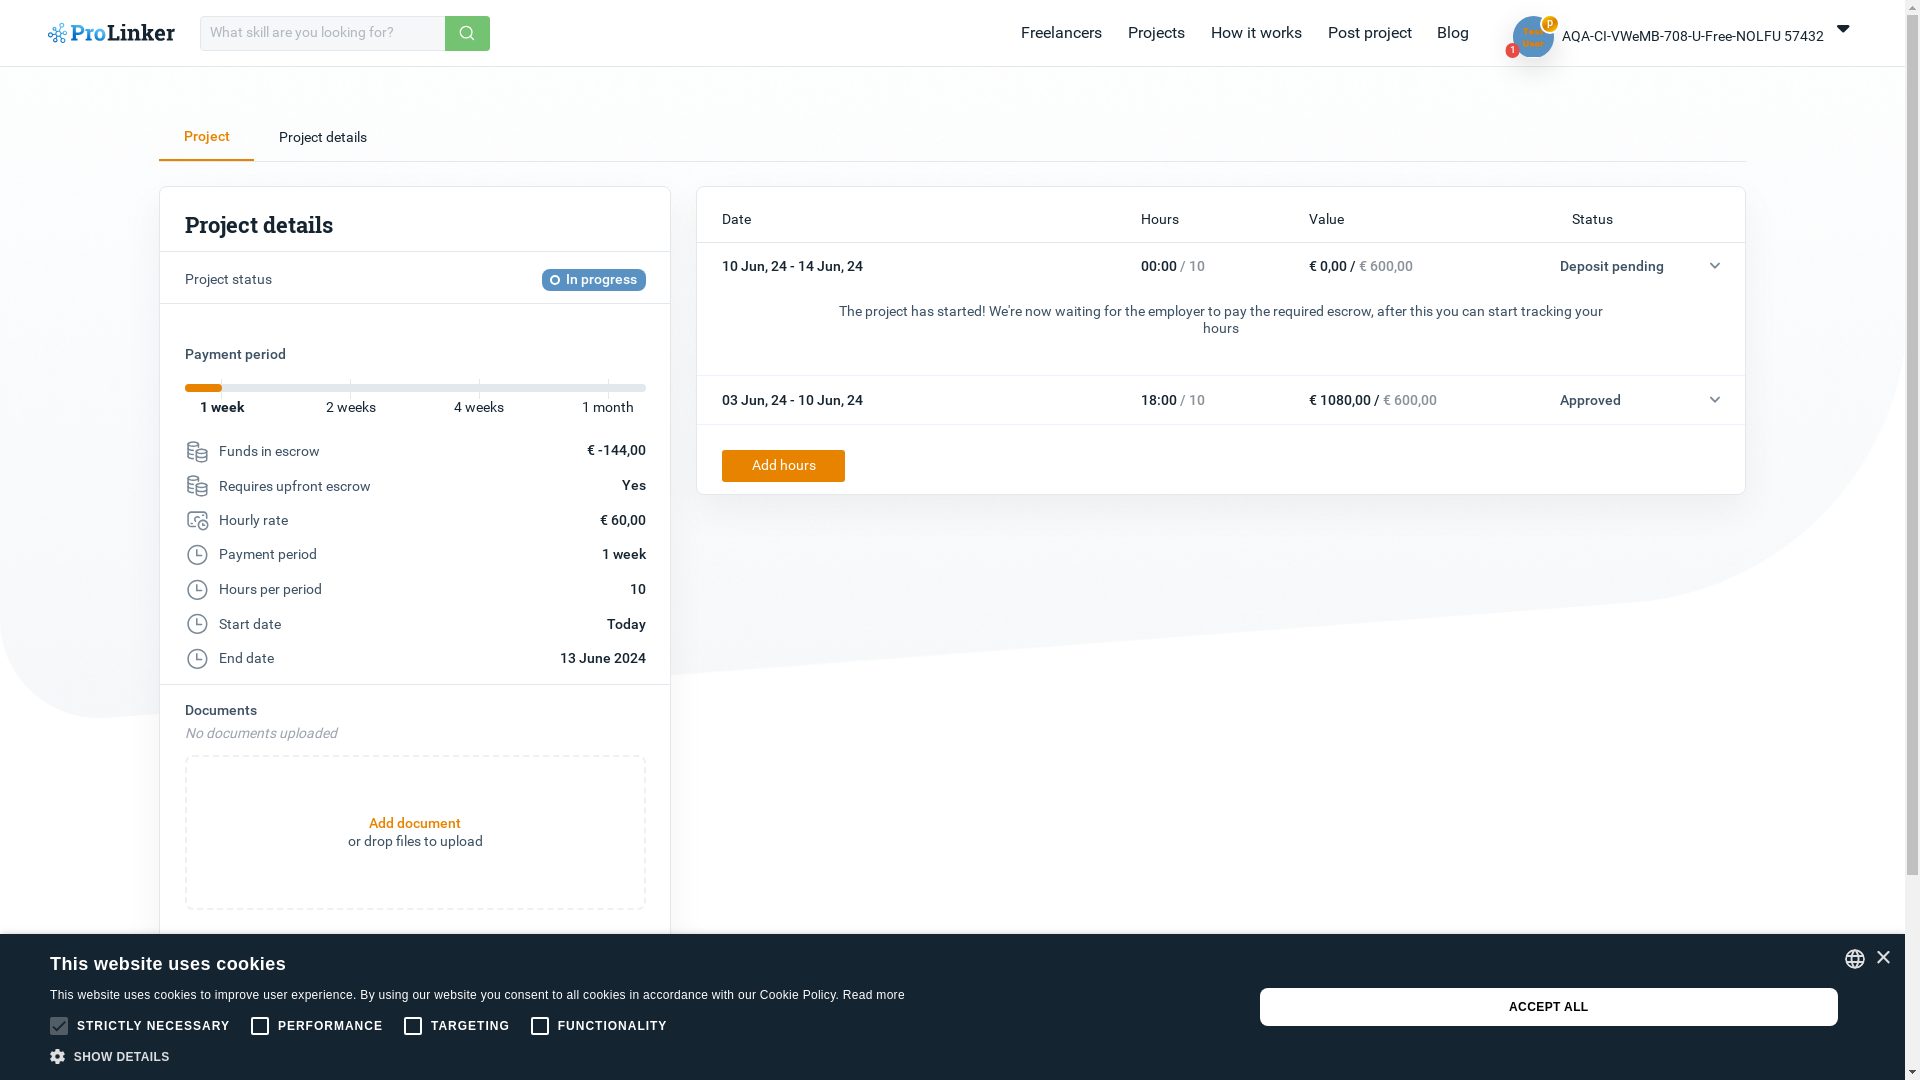 ProLinker
What skill are you looking for?
Freelancers
Projects
How it works
Post project
Blog
p
1
AQA-CI-VWeMB-708-U-Free-NOLFU 57432
Project
Project details
Project details
Project status
In progress
Payment period
1 week
2 weeks
4 weeks
1 month
Funds in escrow
€ -144,00
Requires upfront escrow
Yes
Hourly rate
€ 60,00
Payment period
1 week
Hours per period
10
Start date
Today
End date
13 June 2024
Documents
No documents uploaded
Add document
or drop files to upload
Date
Hours
Value
Status
10 Jun, 24 - 14 Jun, 24
00:00 / 10
€ 0,00 / € 600,00
Deposit pending
The project has started! We're now waiting for the employer to pay the required escrow, after this you can start tracking your
hours
03 Jun, 24 - 10 Jun, 24
18:00 / 10
€ 1080,00 / € 600,00
Approved
Add hours
This website uses cookies
This website uses cookies to improve user experience. By using our website you consent to all cookies in accordance with our Cookie Policy. Read more
STRICTLY NECESSARY
PERFORMANCE
TARGETING
FUNCTIONALITY
SHOW DETAILS
ACCEPT ALL